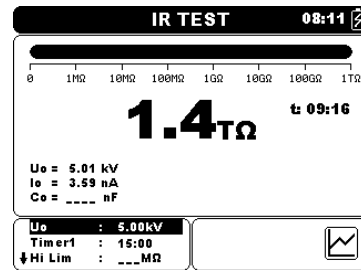 IR TEST 08:11
0 1MΩ 10MΩ 100MΩ 1GΩ 10GΩ 100GΩ 1TΩ
1.4TΩ
t: 09:16
Uo = 5.01 kV
Io = 3.59 nA
Co = ____ nF
Uo : 5.00kV
Timer1 : 15:00
Hi Lim : ___MΩ